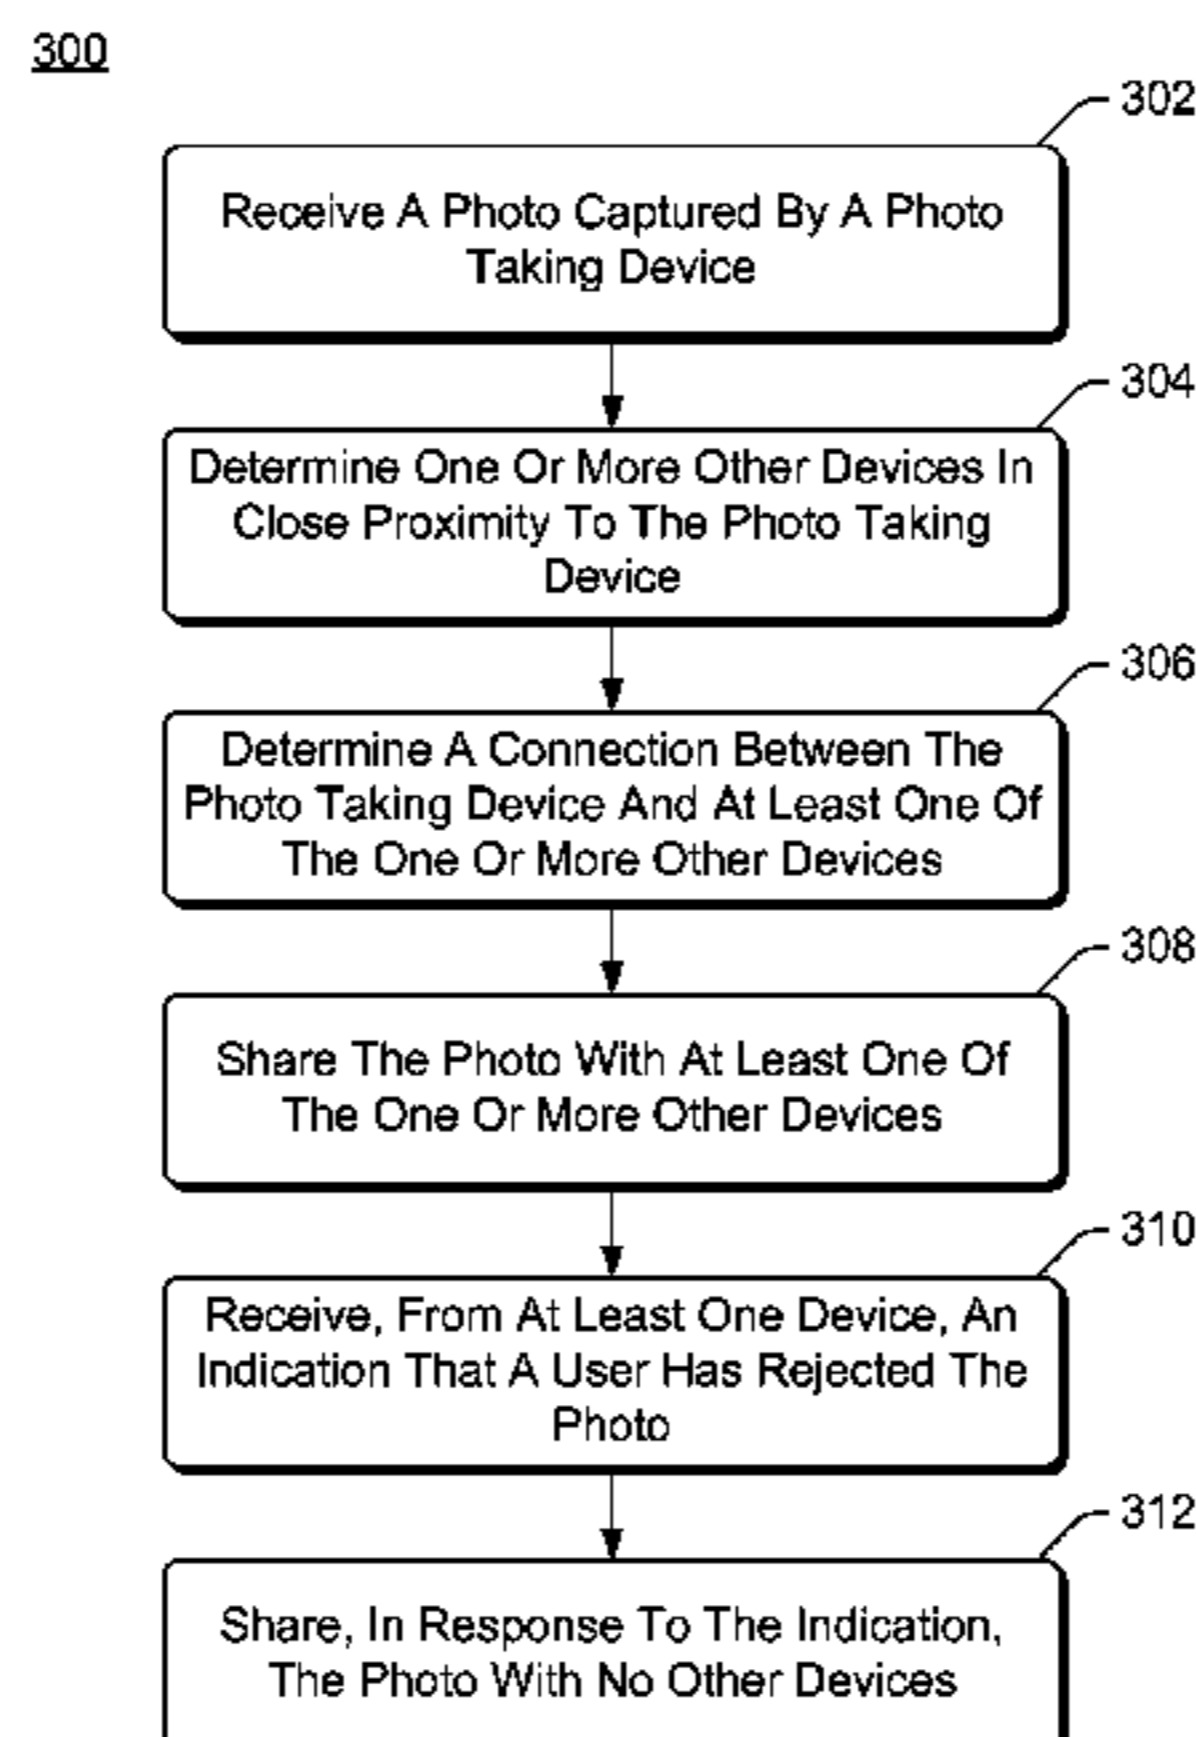 300
302
Receive A Photo Captured By A Photo
Taking Device
304
Determine One Or More Other Devices In
Close Proximity To The Photo Taking
Device
306
Determine A Connection Between The
Photo Taking Device And At Least One Of
The One Or More Other Devices
308
Share The Photo With At Least One Of
The One Or More Other Devices
310
Receive, From At Least One Device, An
Indication That A User Has Rejected The
Photo
312
Share, In Response To The Indication,
The Photo With No Other Devices